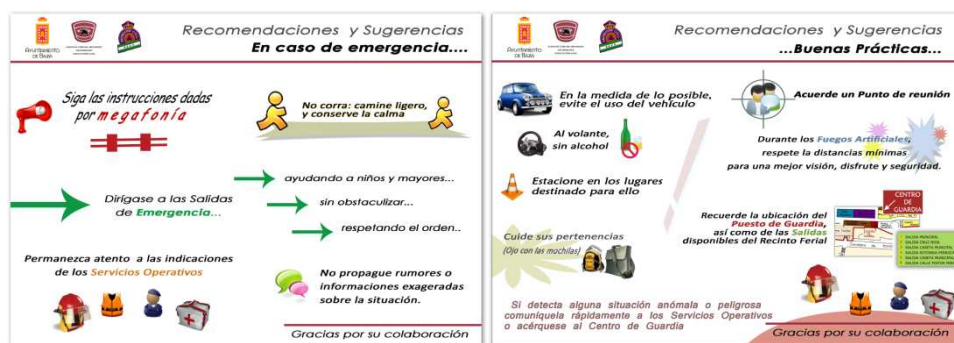 Recomendaciones y Sugerencias
En caso de emergencia....
AYUNTAMIENTO
DE BAZA
Siga las instrucciones dadas
por megafonía
No corra: camine ligero,
y conserve la calma
Dirígase a las Salidas
de Emergencia...
ayudando a niños y mayores...
sin obstaculizar...
respetando el orden..
Permanezca atento a las indicaciones
de los Servicios Operativos
No propague rumores o
informaciones exageradas
sobre la situación.
Gracias por su colaboración
Recomendaciones y Sugerencias
...Buenas Prácticas...
AYUNTAMIENTO
DE BAZA
En la medida de lo posible,
evite el uso del vehículo
Al volante,
sin alcohol
Estacione en los lugares
destinado para ello
Cuide sus pertenencias
(Ojo con las mochilas)
Acuerde un Punto de reunión
Durante los Fuegos Artificiales,
respete la distancias mínimas
para una mejor visión, disfrute y seguridad.
CENTRO
DE
GUARDIA
Recuerde la ubicación del
Puesto de Guardia,
así como de las Salidas
disponibles del Recinto Ferial
Si detecta alguna situación anómala o peligrosa
comuníquela rápidamente a los Servicios Operativos
o acérquese al Centro de Guardia
Gracias por su colaboración